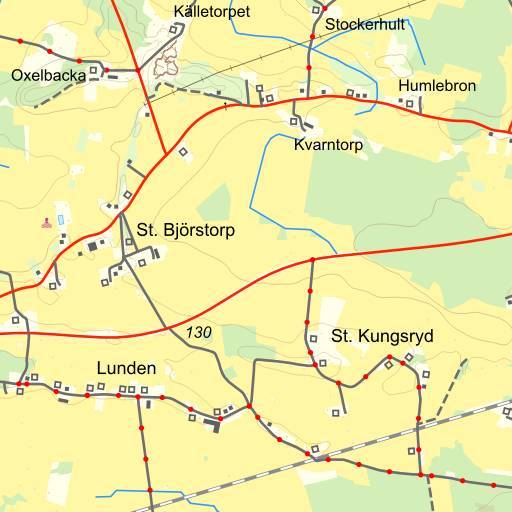 Källetorpet
Stockerhult
Oxelbacka
Humlebron
Kvarntorp
St. Björstorp
130
St. Kungsryd
Lunden